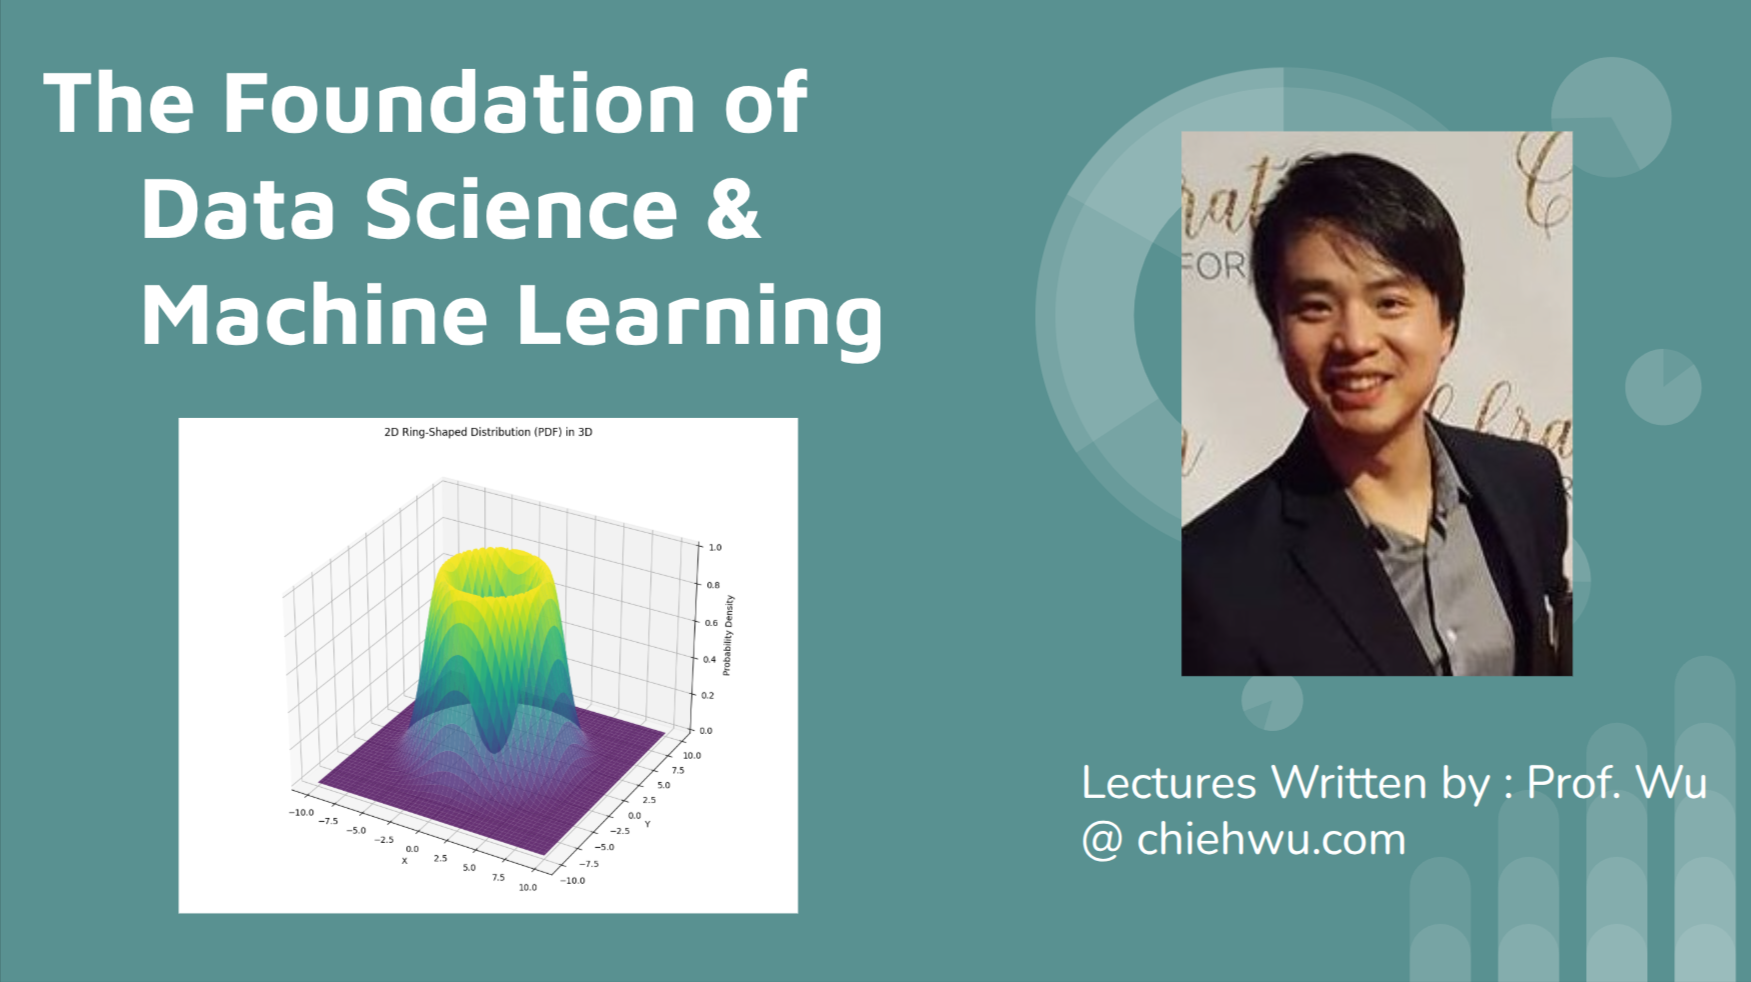 The Foundation of
Data Science &
Machine Learning
2D Ring-Shaped Distribution (PDF) in 3D
1.0
0.8
0.6
0.4
0.2
0.0
Probability Density
10.0
7.5
5.0
2.5
0.0
−2.5
−5.0
−7.5
−10.0
Y
−10.0
−7.5
−5.0
−2.5
0.0
2.5
5.0
7.5
10.0
X
rat
FOR
C
Lectures Written by : Prof. Wu
@ chiehwu.com